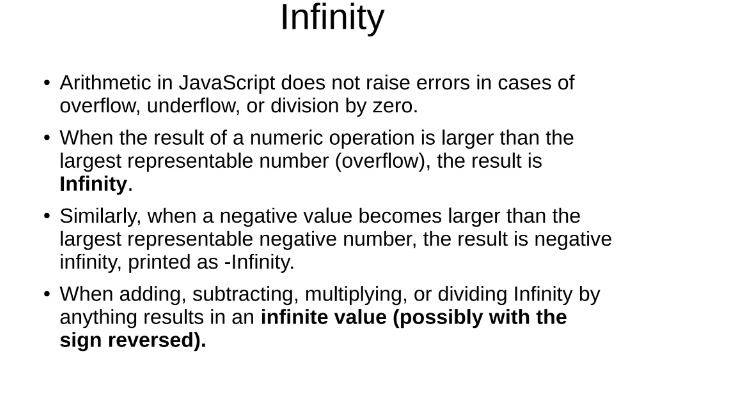 Infinity
• Arithmetic in JavaScript does not raise errors in cases of
overflow, underflow, or division by zero.
• When the result of a numeric operation is larger than the
largest representable number (overflow), the result is
Infinity.
• Similarly, when a negative value becomes larger than the
largest representable negative number, the result is negative
infinity, printed as -Infinity.
• When adding, subtracting, multiplying, or dividing Infinity by
anything results in an infinite value (possibly with the
sign reversed).